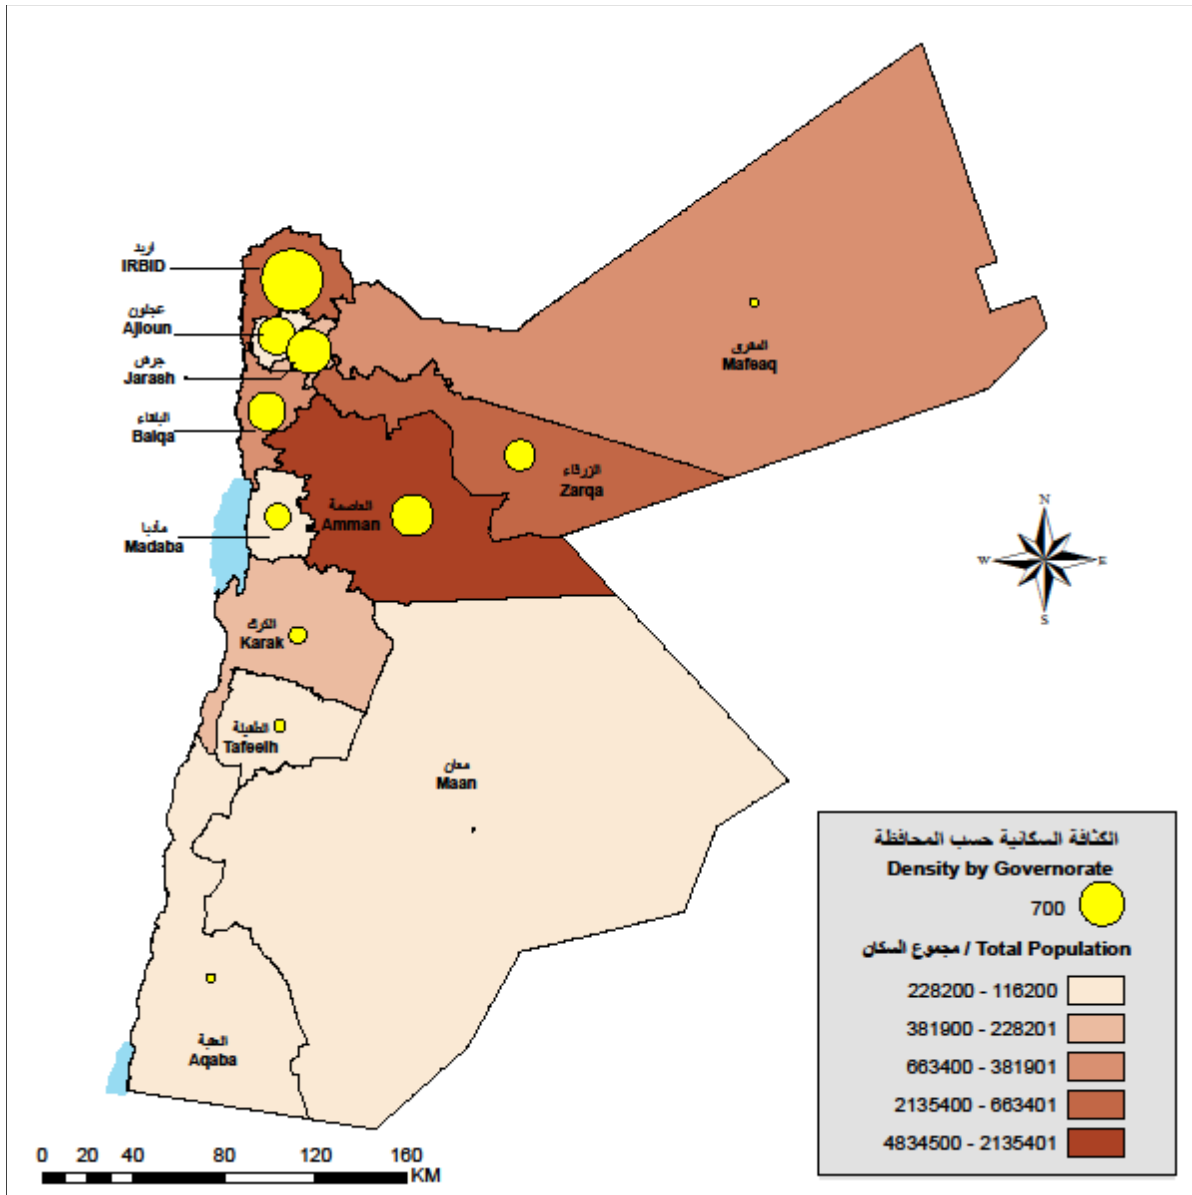 اربد
IRBID
عجلون
Ajloun
جرش
Jarash
البلقاء
Balqa
مأدبا
Madaba
المفرق
Mafraq
الزرقاء
Zarqa
العاصمة
Amman
الكرك
Karak
الطفيلة
Tafeelh
معان
Maan
العقبة
Aqaba
N
W
E
S
الكثافة السكانية حسب المحافظة
Density by Governorate
700
مجموع السكان / Total Population
228200 - 116200
381900 - 228201
663400 - 381901
2135400 - 663401
4834500 - 2135401
0 20 40 80 120 160
KM